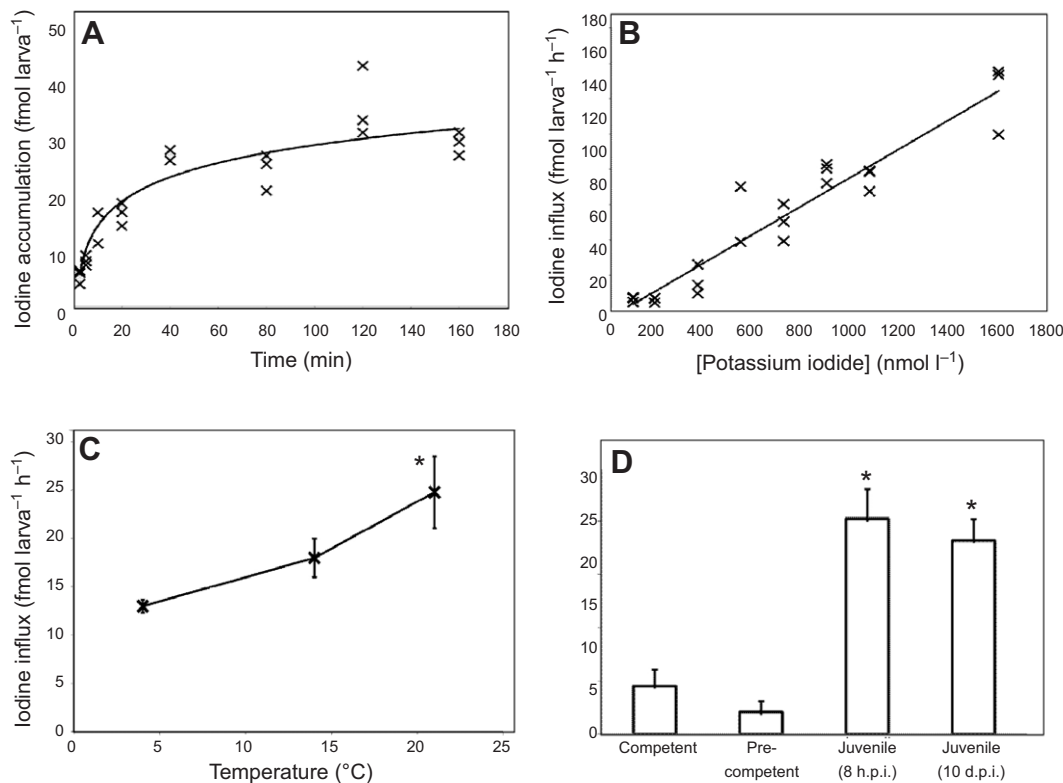 A
Iodine accumulation (fmol larva−1)
50
40
30
20
10
0
0 20 40 60 80 100 120 140 160 180
Time (min)
B
Iodine influx (fmol larva−1 h−1)
180
160
140
120
100
80
60
40
20
0
0 200 400 600 800 1000 1200 1400 1600 1800
[Potassium iodide] (nmol l−1)
C
*
Iodine influx (fmol larva−1 h−1)
30
25
20
15
10
5
0
0 5 10 15 20 25
Temperature (°C)
D
* *
30
25
20
15
10
5
0
Competent
Pre-
competent
Juvenile
(8 h.p.i.)
Juvenile
(10 d.p.i.)